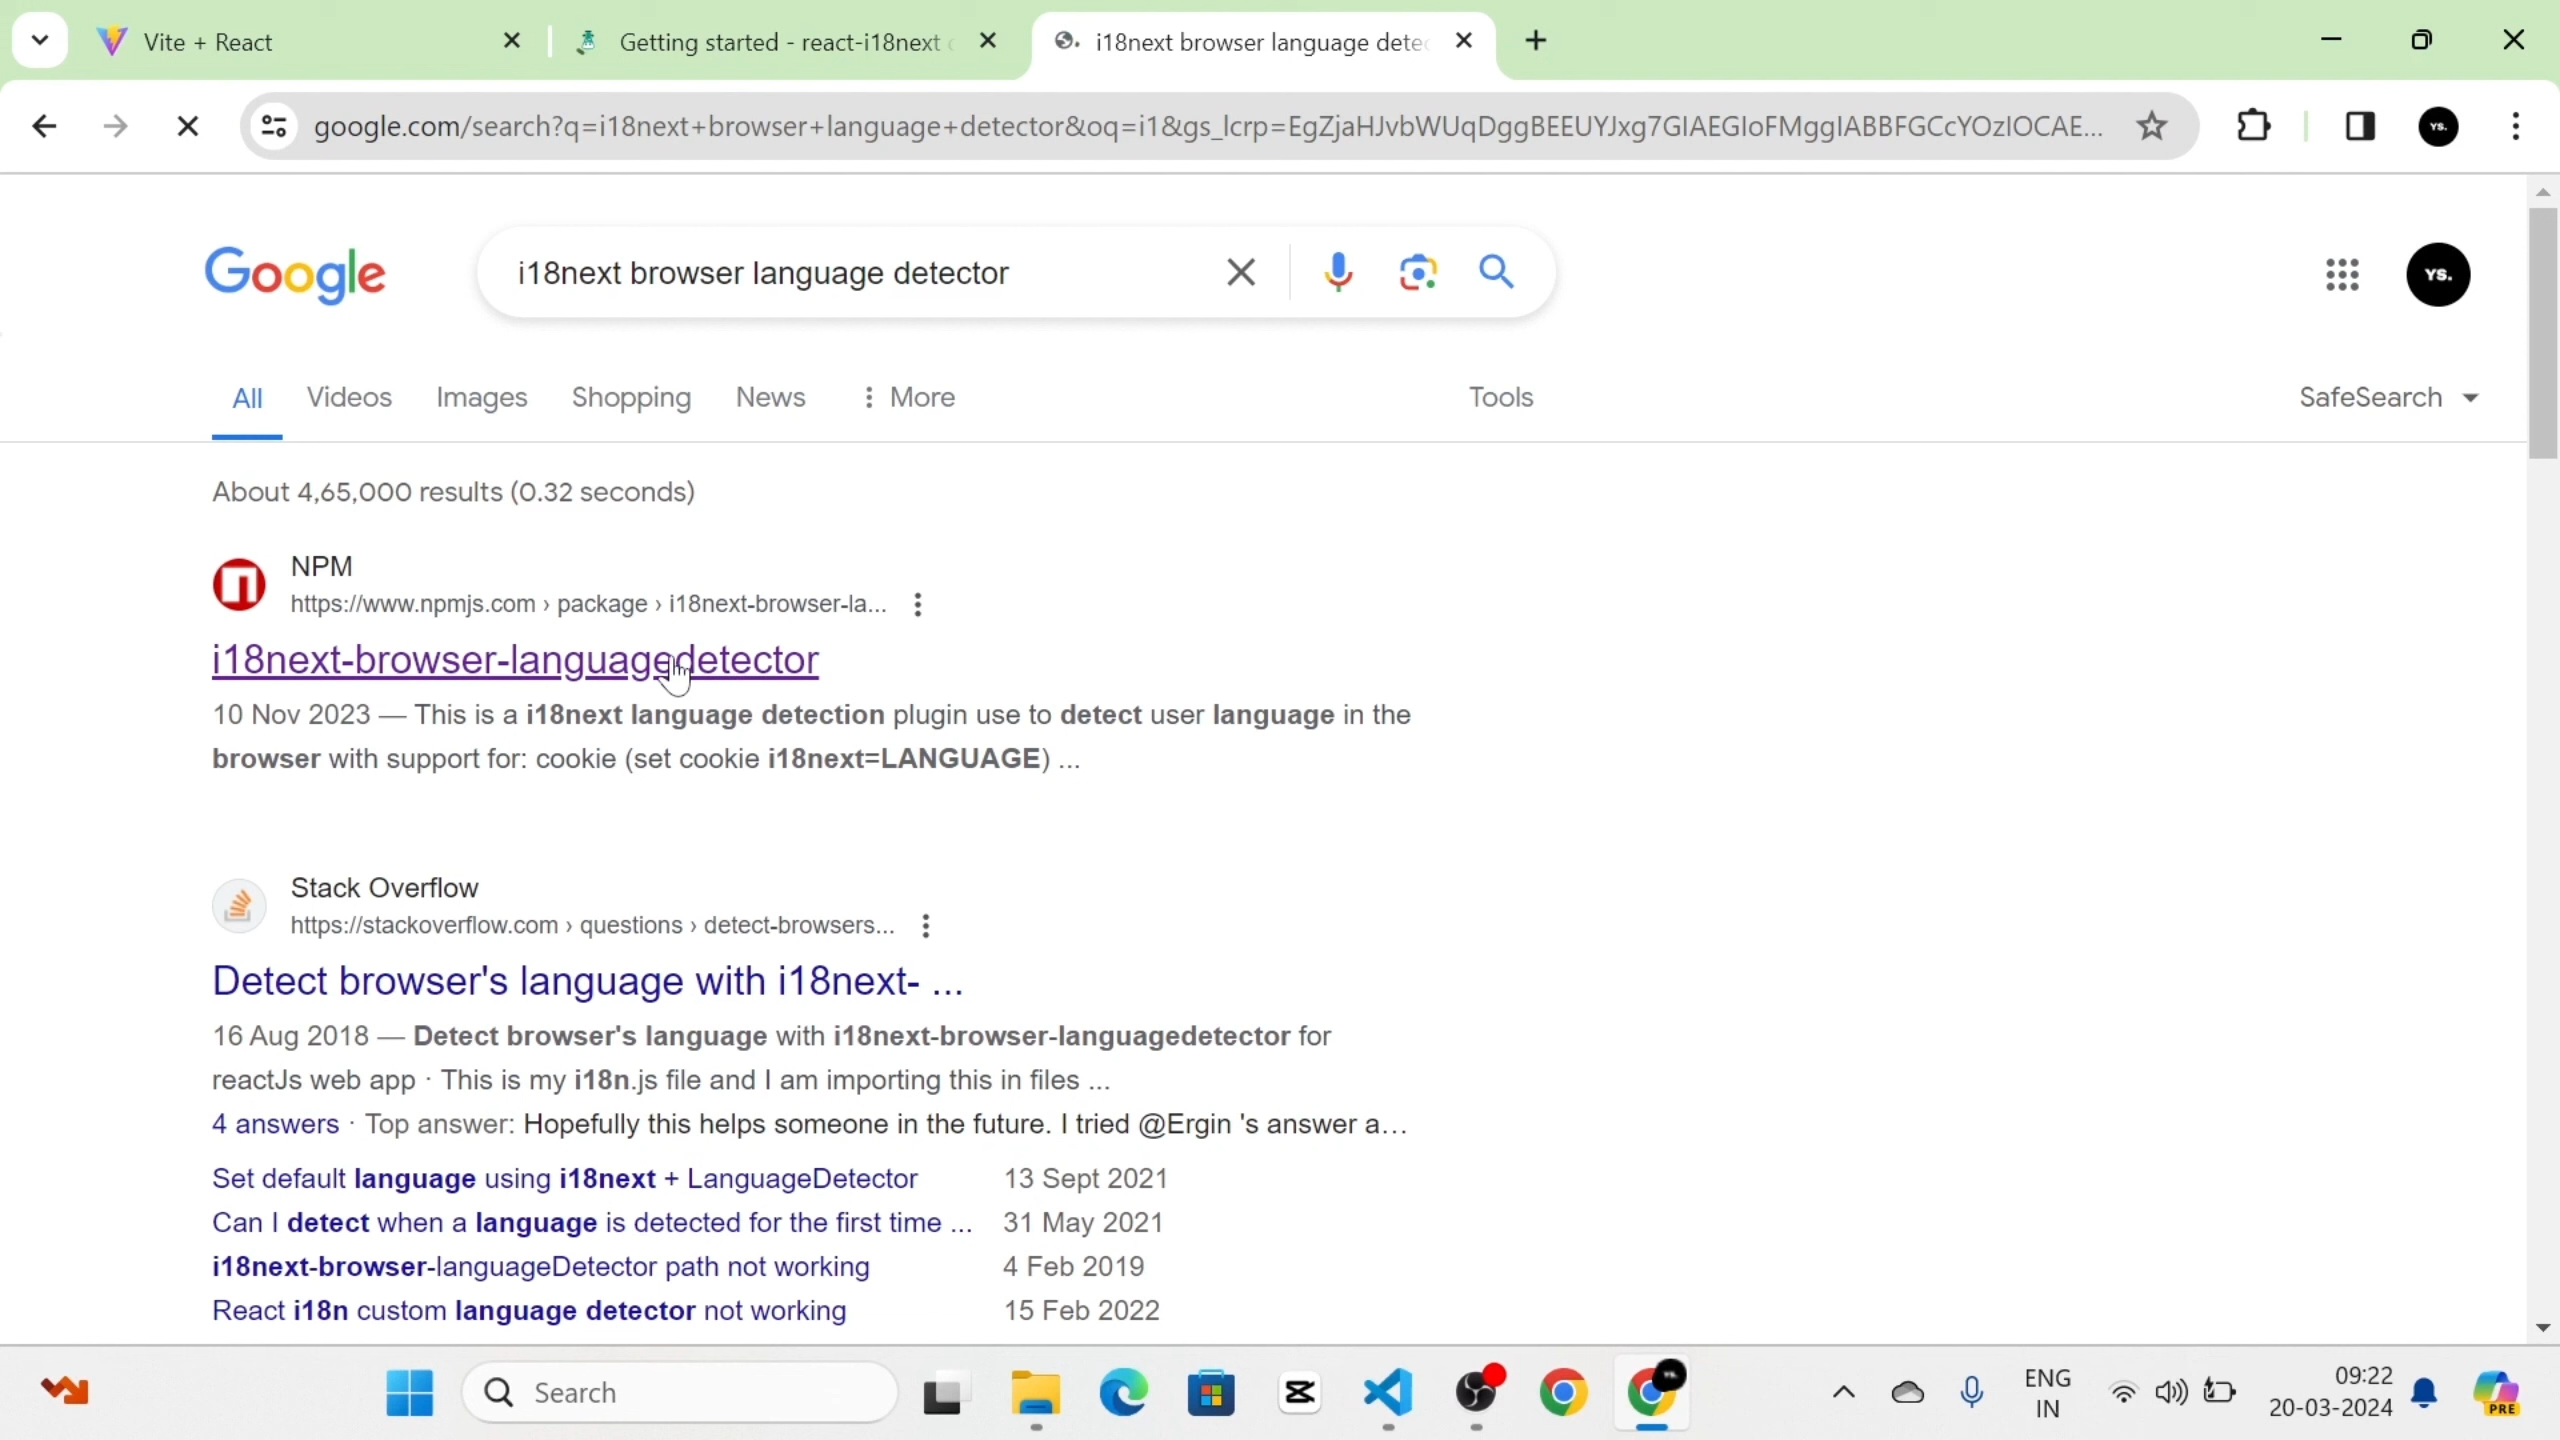 Vite + React
Getting started - react-i18next
i18next browser language dete
google.com/search?q=i18next+browser+language+detector&oq=i1&gs_lcrp=EgZjaHJvbWUqDggBEEUYJxg7GIAEGIoFMggIABBFGCcYOzIOCAE...
YS.
Google
i18next browser language detector
YS.
All
Videos
Images
Shopping
News
More
Tools
SafeSearch
About 4,65,000 results (0.32 seconds)
NPM
https://www.npmjs.com › package › i18next-browser-la...
i18next-browser-languagedetector
10 Nov 2023 — This is a i18next language detection plugin use to detect user language in the
browser with support for: cookie (set cookie i18next=LANGUAGE) ...
Stack Overflow
https://stackoverflow.com › questions › detect-browsers...
Detect browser's language with i18next- ...
16 Aug 2018 — Detect browser's language with i18next-browser-languagedetector for
reactJs web app · This is my i18n.js file and I am importing this in files ...
4 answers · Top answer: Hopefully this helps someone in the future. I tried @Ergin 's answer a...
Set default language using i18next + LanguageDetector 13 Sept 2021
Can I detect when a language is detected for the first time ... 31 May 2021
i18next-browser-languageDetector path not working 4 Feb 2019
React i18n custom language detector not working 15 Feb 2022
Search
ENG
IN
09:22
20-03-2024
PRE